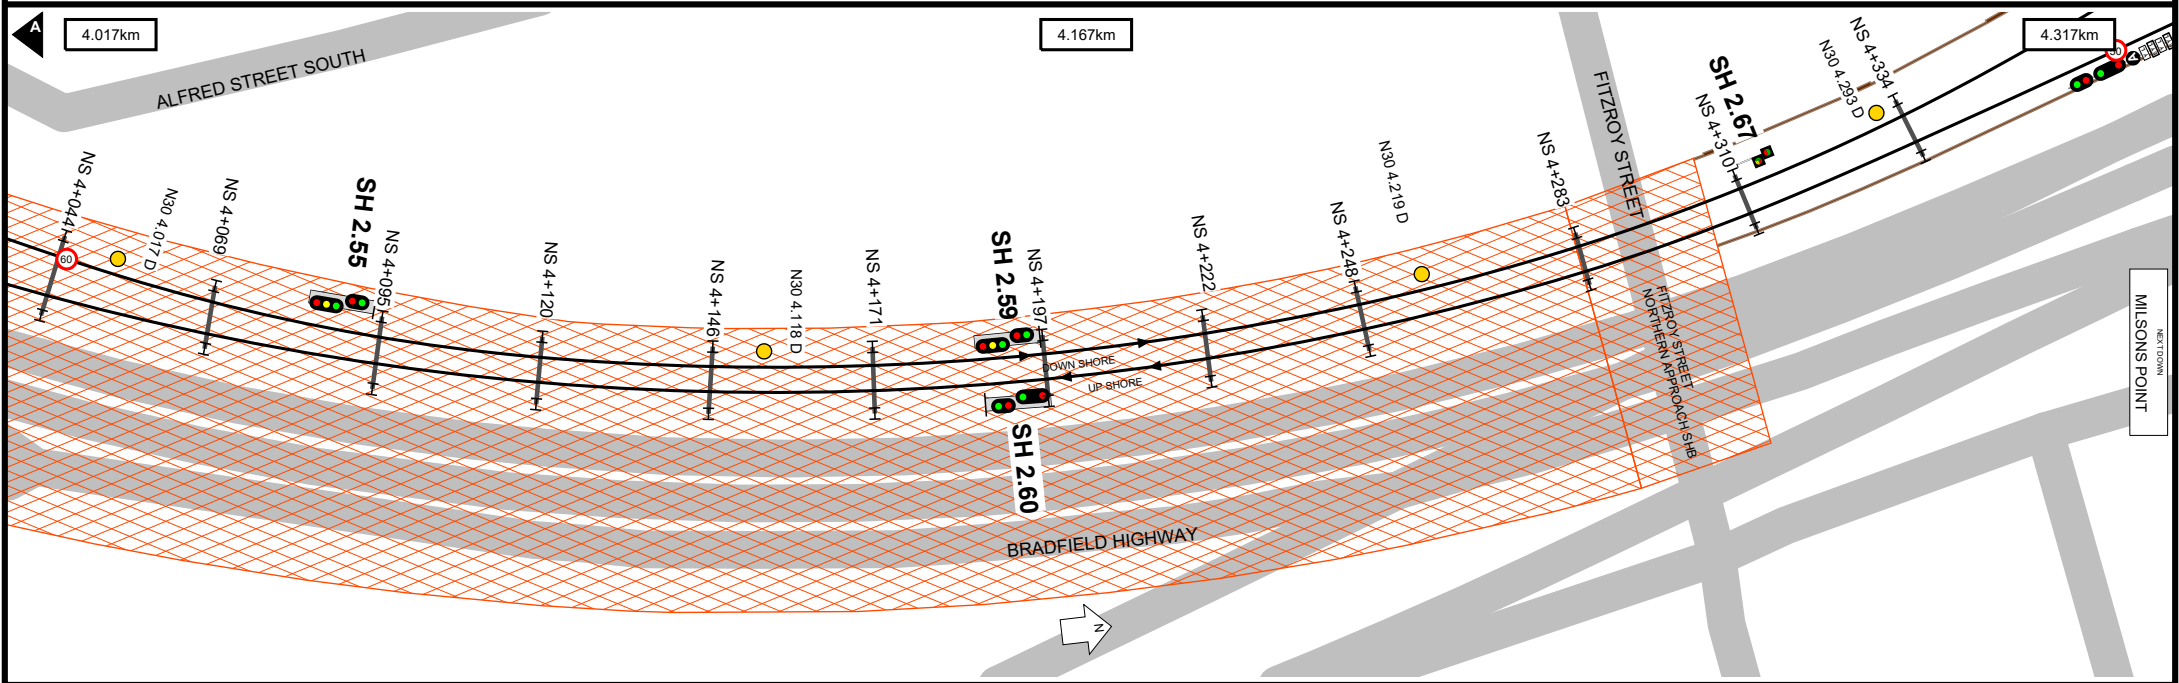 A
4.017km
4.167km
4.317km
ALFRED STREET SOUTH
NS 4+044
60
N30 4.017 D
NS 4+069
SH 2.55
NS 4+095
NS 4+120
NS 4+146
N30 4.118 D
NS 4+171
SH 2.59
NS 4+197
DOWN SHORE
UP SHORE
SH 2.60
NS 4+222
NS 4+248
N30 4.219 D
NS 4+283
FITZROY STREET
FITZROY STREET
NORTHERN APPROACH SHB
SH 2.67
NS 4+310
N30 4.293 D
NS 4+334
A
BRADFIELD HIGHWAY
N
NEXT DOWN
MILSONS POINT